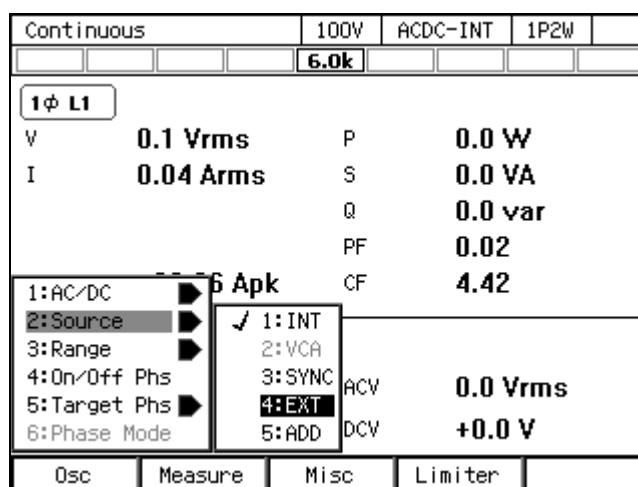 Continuous 100V ACDC-INT 1P2W
6.0k
1ϕ L1
V 0.1 Vrms P 0.0 W
I 0.04 Arms S 0.0 VA
Q 0.0 var
PF 0.02
6 Apk CF 4.42
1:AC/DC
2:Source
3:Range
4:On/Off Phs
5:Target Phs
6:Phase Mode
✓ 1:INT
2:VCA
3:SYNC
4:EXT
5:ADD
ACV 0.0 Vrms
DCV +0.0 V
Osc Measure Misc Limiter